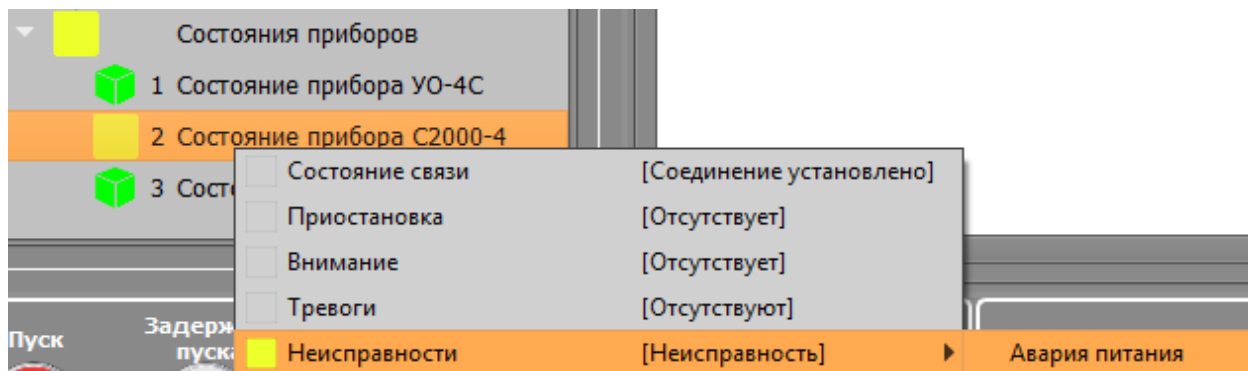 Состояния приборов
1 Состояние прибора УО-4С
2 Состояние прибора С2000-4
Состояние связи [Соединение установлено]
3
Приостановка [Отсутствует]
Внимание [Отсутствует]
Тревоги [Отсутствуют]
Пуск
Неисправности [Неисправность] Авария питания